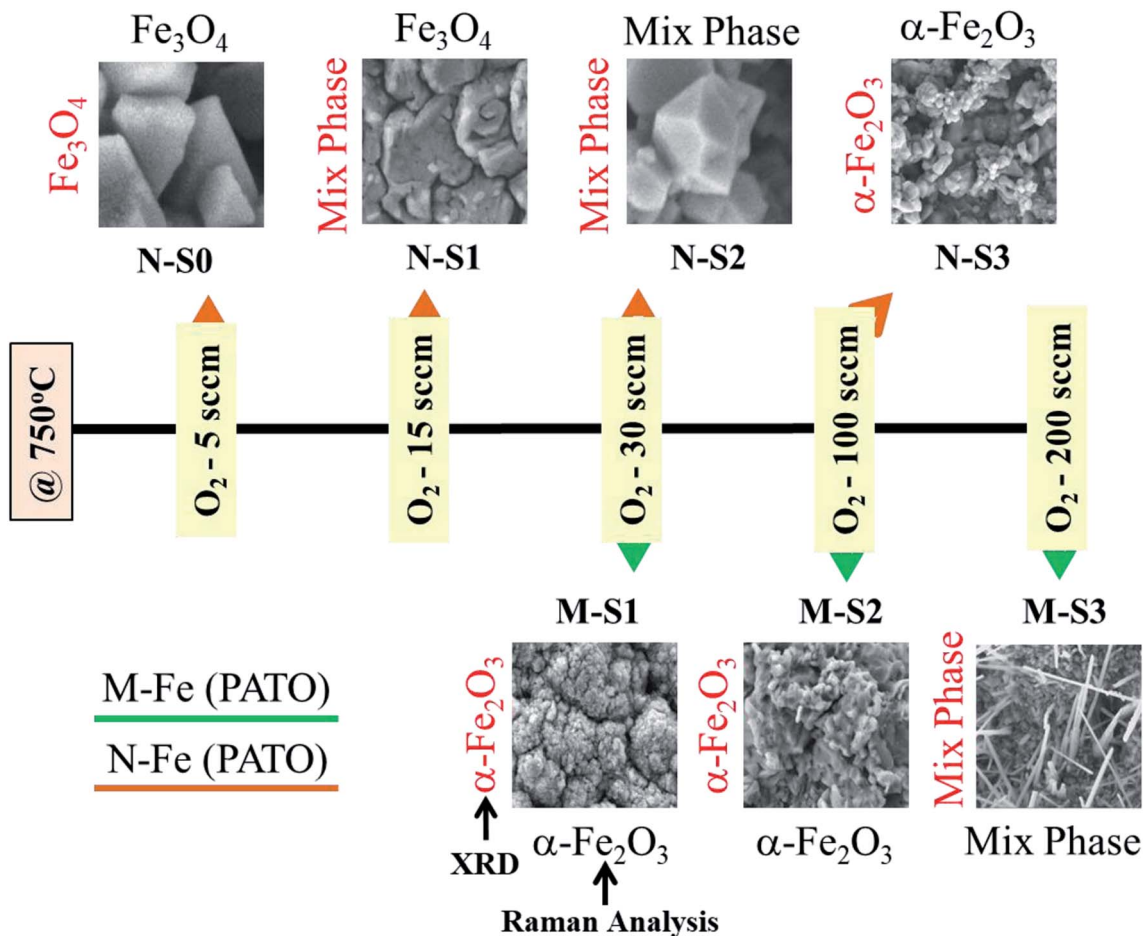 Fe₃O₄
Fe₃O₄
Mix Phase
α-Fe₂O₃
Fe₃O₄
Mix Phase
Mix Phase
α-Fe₂O₃
N-S0
N-S1
N-S2
N-S3
@ 750°C
O₂ - 5 sccm
O₂ - 15 sccm
O₂ - 30 sccm
O₂ - 100 sccm
O₂ - 200 sccm
M-S1
M-S2
M-S3
M-Fe (PATO)
N-Fe (PATO)
α-Fe₂O₃
α-Fe₂O₃
Mix Phase
α-Fe₂O₃
α-Fe₂O₃
Mix Phase
XRD
Raman Analysis